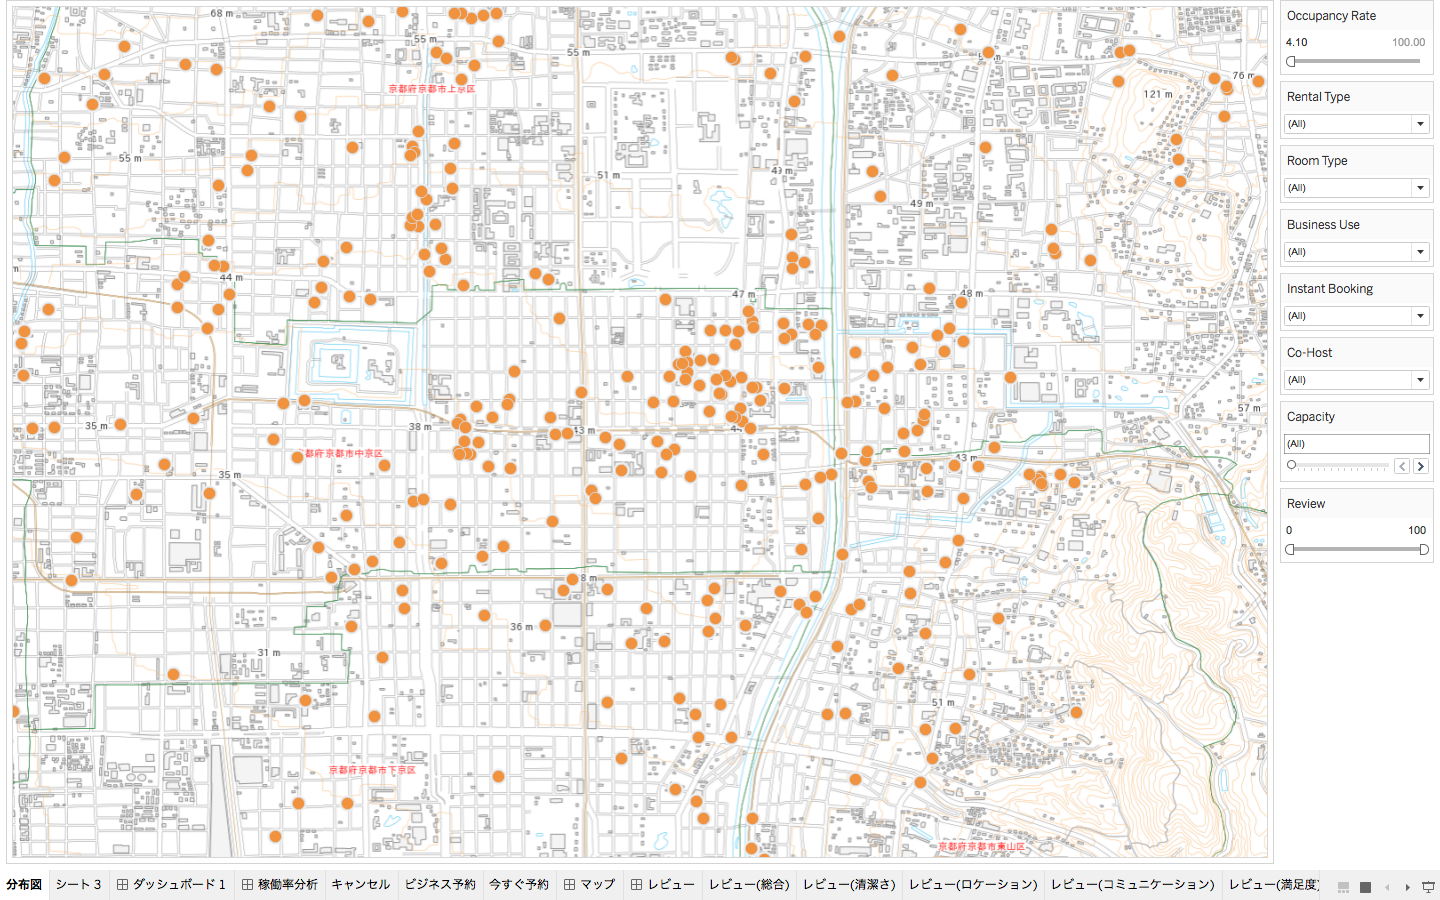 68 m
55 m
55 m
76 m
京都府京都市上京区
121 m
55 m
51 m
49 m
44 m
47 m
48 m
57 m
35 m
38 m
43 m
京都府京都市中京区
43 m
35 m
8 m
36 m
31 m
51 m
京都府京都市下京区
京都府京都市東山区
Occupancy Rate
4.10 100.00
Rental Type
(All)
Room Type
(All)
Business Use
(All)
Instant Booking
(All)
Co-Host
(All)
Capacity
(All)
Review
0 100
分布図 シート 3 ダッシュボード 1 稼働率分析 キャンセル ビジネス予約 今すぐ予約 マップ レビュー レビュー(総合) レビュー(清潔さ) レビュー(ロケーション) レビュー(コミュニケーション) レビュー(満足度)